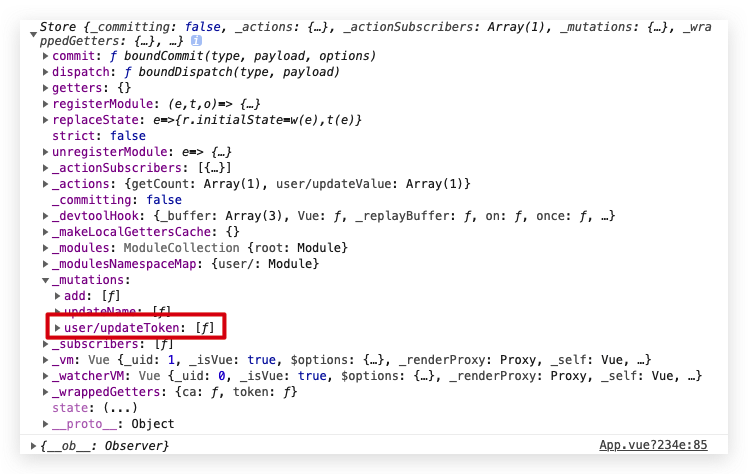 Store {_committing: false, _actions: {…}, _actionSubscribers: Array(1), _mutations: {…}, _wra
ppedGetters: {…}, …} i
commit: ƒ boundCommit(type, payload, options)
dispatch: ƒ boundDispatch(type, payload)
getters: {}
registerModule: (e,t,o)=> {…}
replaceState: e=>{r.initialState=w(e),t(e)}
strict: false
unregisterModule: e=> {…}
_actionSubscribers: [{…}]
_actions: {getCount: Array(1), user/updateValue: Array(1)}
_committing: false
_devtoolHook: {_buffer: Array(3), Vue: ƒ, _replayBuffer: ƒ, on: ƒ, once: ƒ, …}
_makeLocalGettersCache: {}
_modules: ModuleCollection {root: Module}
_modulesNamespaceMap: {user/: Module}
_mutations:
add: [ƒ]
updateName: [ƒ]
user/updateToken: [ƒ]
_subscribers: [ƒ]
_vm: Vue {_uid: 1, _isVue: true, $options: {…}, _renderProxy: Proxy, _self: Vue, …}
_watcherVM: Vue {_uid: 0, _isVue: true, $options: {…}, _renderProxy: Proxy, _self: Vue, …}
_wrappedGetters: {ca: ƒ, token: ƒ}
state: (...)
__proto__: Object
{__ob__: Observer} App.vue?234e:85